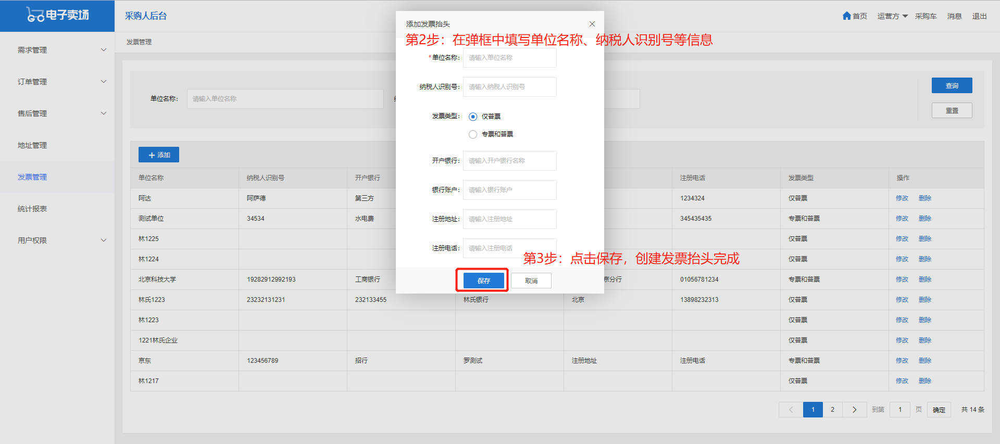 电子卖场
采购人后台
首页 运营方 采购车 消息 退出
发票管理
需求管理
订单管理
售后管理
地址管理
发票管理
统计报表
用户权限
单位名称: 请输入单位名称
查询
重置
添加发票抬头
第2步：在弹框中填写单位名称、纳税人识别号等信息
*单位名称: 请输入单位名称
纳税人识别号: 请输入纳税人识别号
发票类型: 仅普票
专票和普票
开户银行: 请输入开户银行名称
银行账户: 请输入银行账户
注册地址: 请输入注册地址
注册电话: 请输入注册电话
第3步：点击保存，创建发票抬头完成
保存 取消
添加
单位名称 纳税人识别号 开户银行 注册电话 发票类型 操作
阿达 阿萨德 第三方 1234324 仅普票 修改 删除
测试单位 34534 水电费 345435435 专票和普票 修改 删除
林1225 仅普票 修改 删除
林1224 仅普票 修改 删除
北京科技大学 19282912992193 工商银行 京分行 01056781234 专票和普票 修改 删除
林氏1223 23232131231 232133455 林氏银行 北京 13898232313 仅普票 修改 删除
林1223 仅普票 修改 删除
1221林氏企业 仅普票 修改 删除
京东 123456789 招行 罗测试 注册地址 注册电话 专票和普票 修改 删除
林1217 仅普票 修改 删除
1 2 到第 1 页 确定 共 14 条